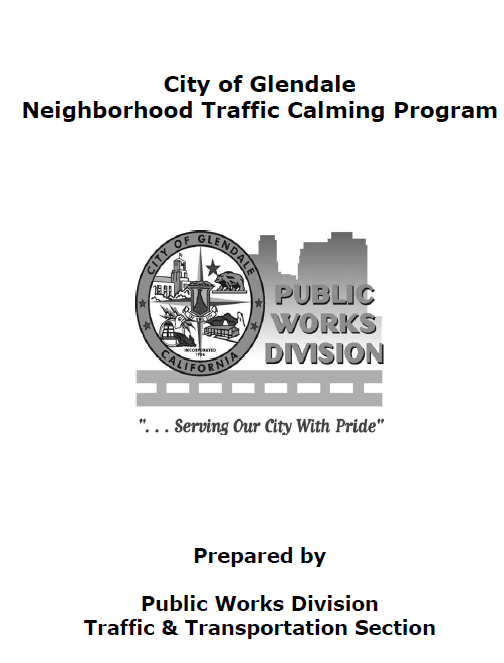 City of Glendale
Neighborhood Traffic Calming Program
CITY OF GLENDALE
CALIFORNIA
INCORPORATED
1906
PUBLIC
WORKS
DIVISION
". . . Serving Our City With Pride"
Prepared by
Public Works Division
Traffic & Transportation Section